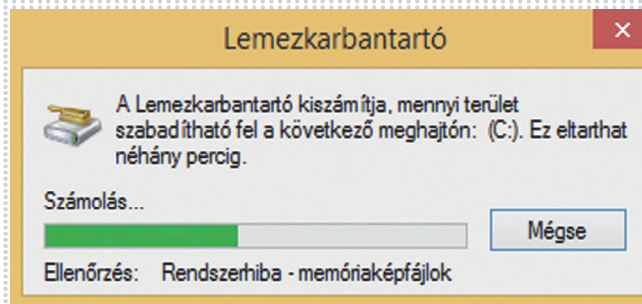 Lemezkarbantartó
A Lemezkarbantartó kiszámítja, mennyi terület
szabadítható fel a következő meghajtón: (C:). Ez eltarthat
néhány percig.
Számolás...
Mégse
Ellenőrzés: Rendszerhiba - memóriaképfájlok